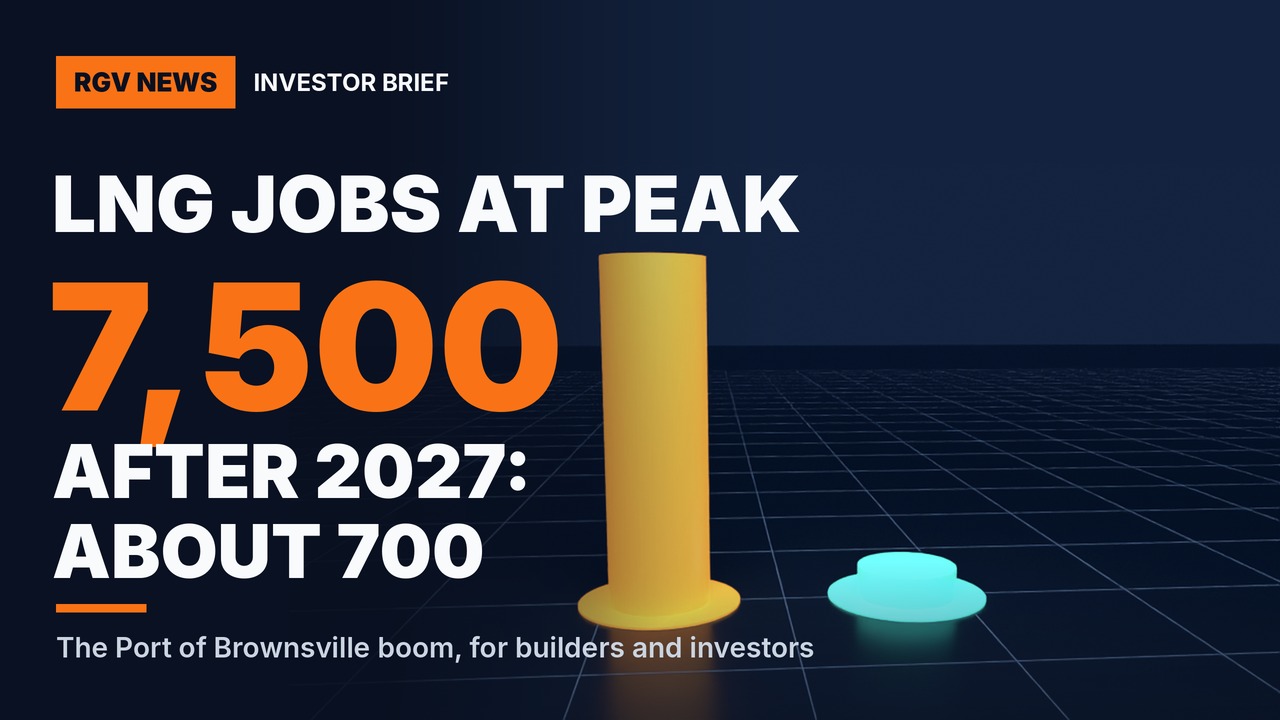 RGV NEWS INVESTOR BRIEF
LNG JOBS AT PEAK
7,500
AFTER 2027:
ABOUT 700
The Port of Brownsville boom, for builders and investors